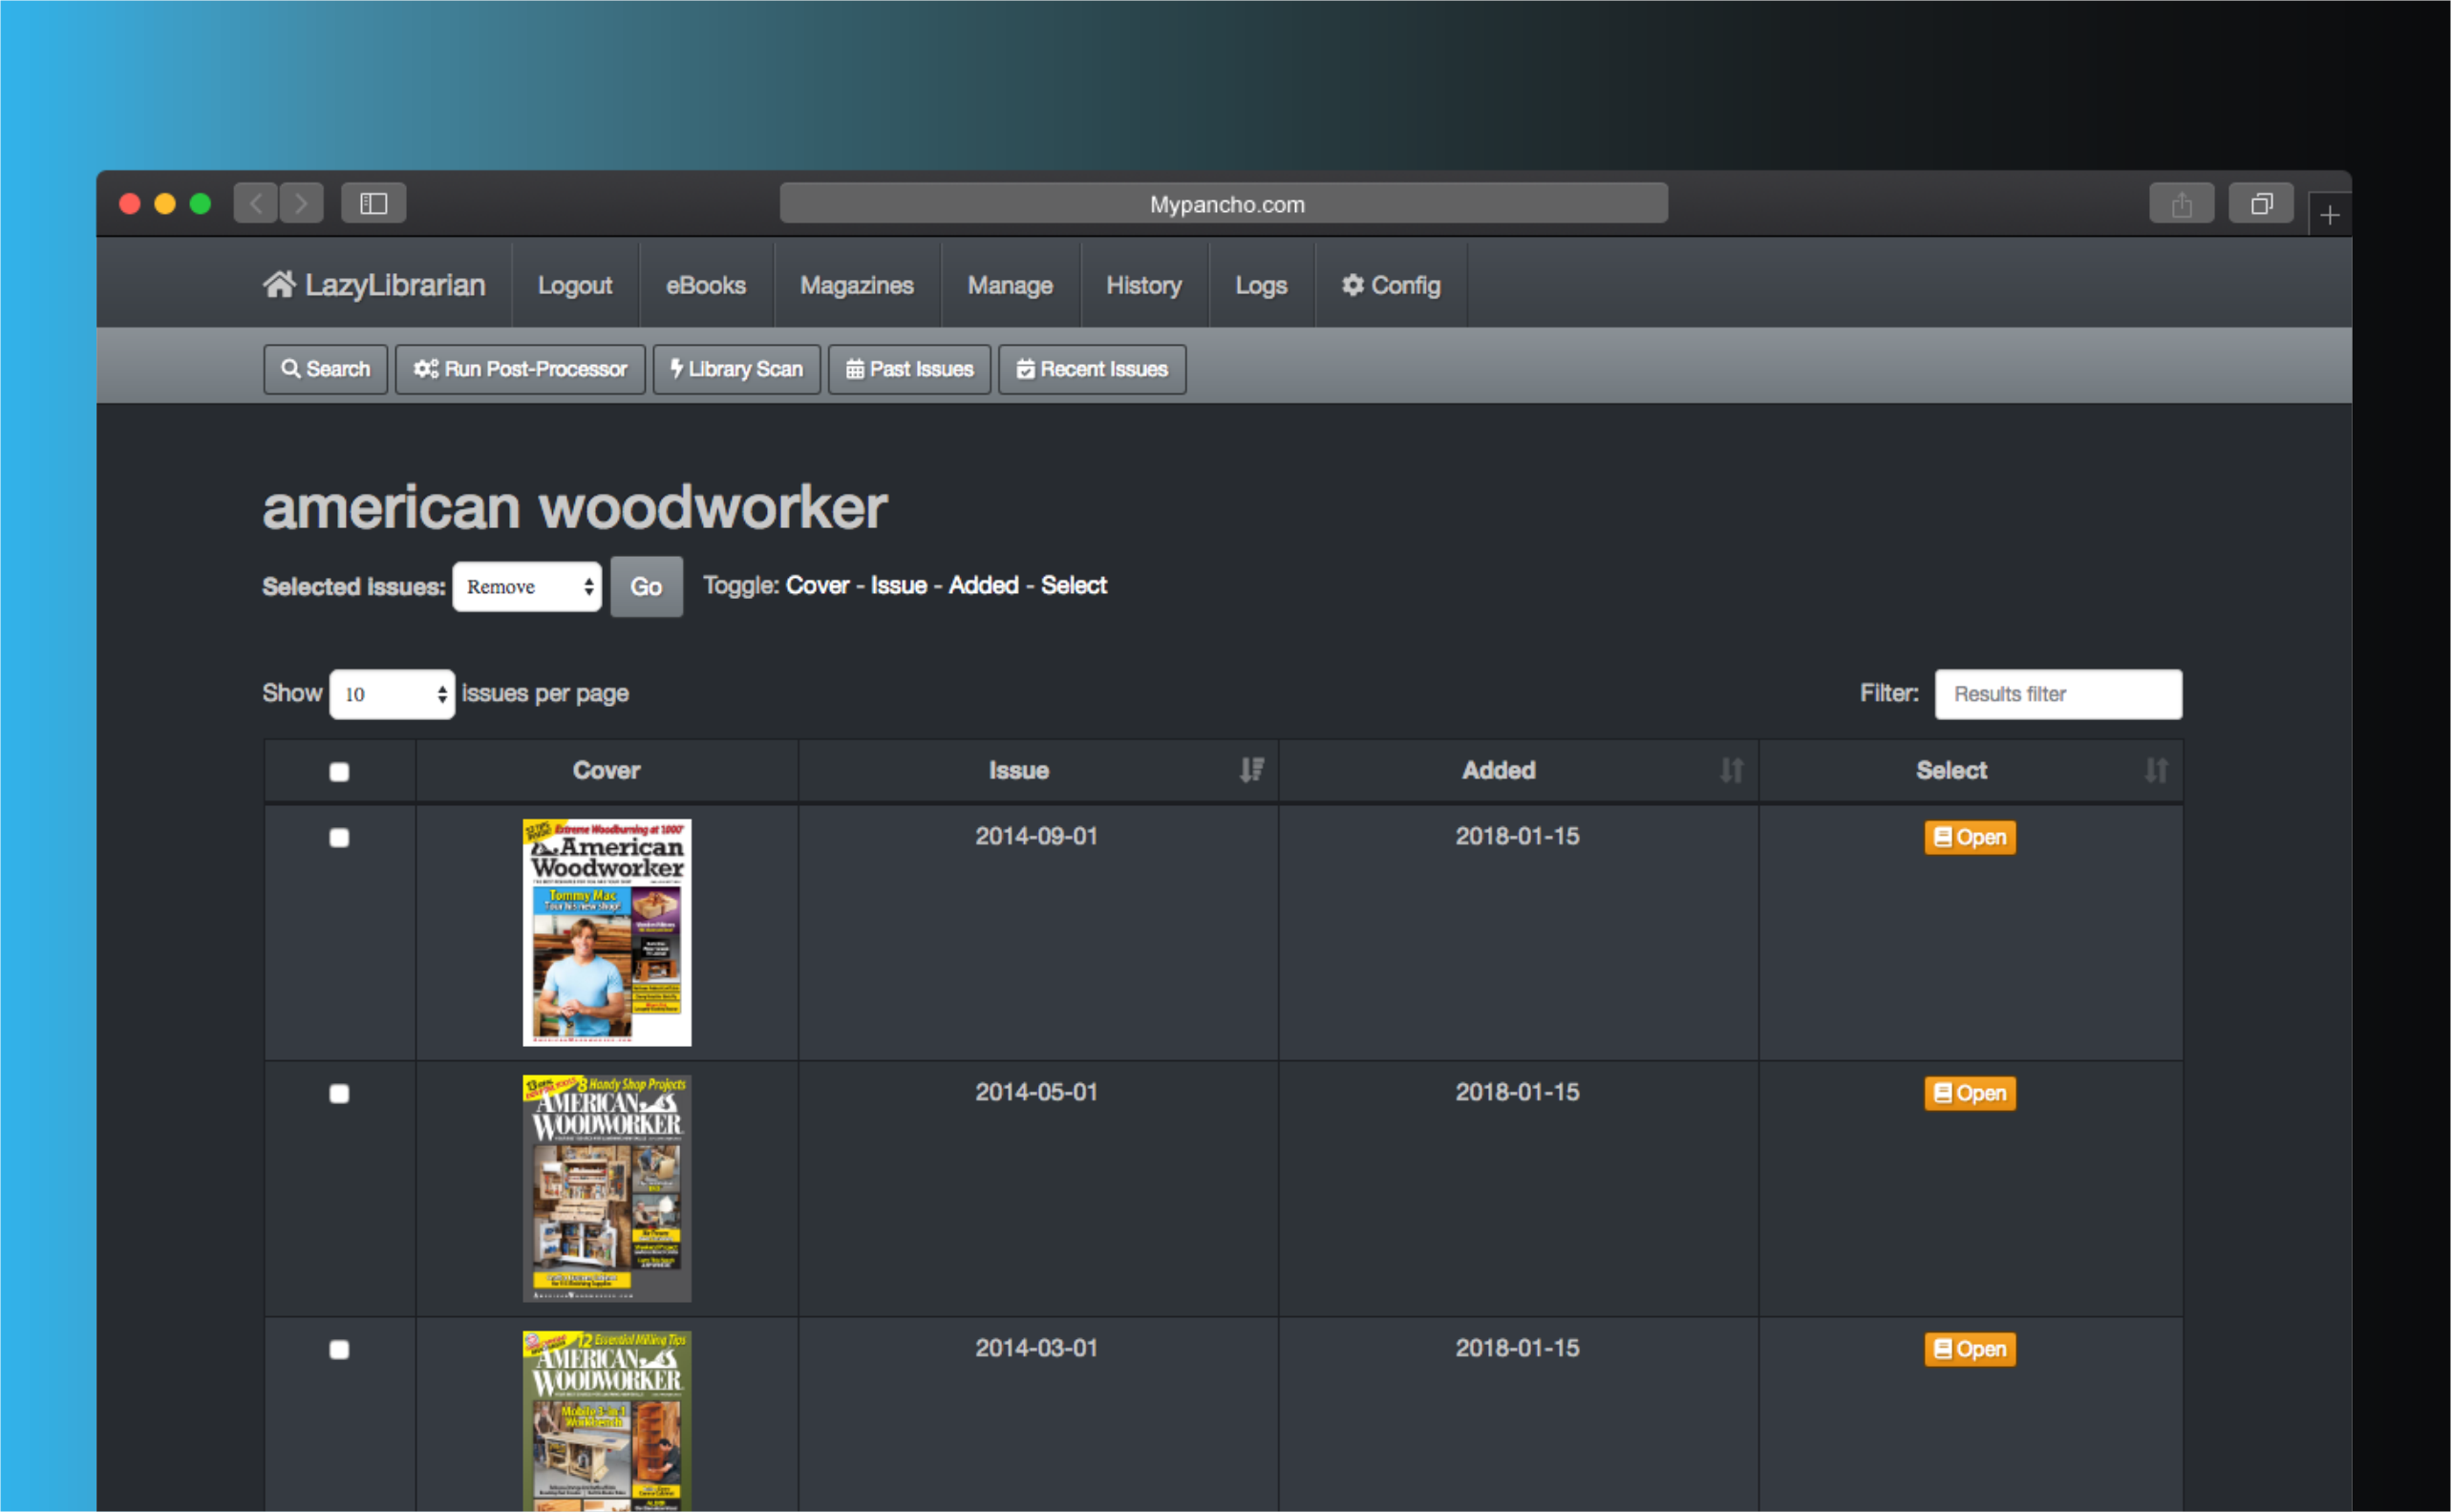 Mypancho.com
LazyLibrarian Logout eBooks Magazines Manage History Logs Config
Search Run Post-Processor Library Scan Past Issues Recent Issues
american woodworker
Selected issues: Remove Go Toggle: Cover - Issue - Added - Select
Show 10 issues per page Filter: Results filter
Cover Issue Added Select
2014-09-01 2018-01-15 Open
Extreme Woodburning at 1000°
American
Woodworker
Tommy Mac
Tour his new shop!
2014-05-01 2018-01-15 Open
8 Handy Shop Projects
AMERICAN
WOODWORKER
2014-03-01 2018-01-15 Open
12 Essential Milling Tips
AMERICAN
WOODWORKER
Mobile 3-in-1
Workbench